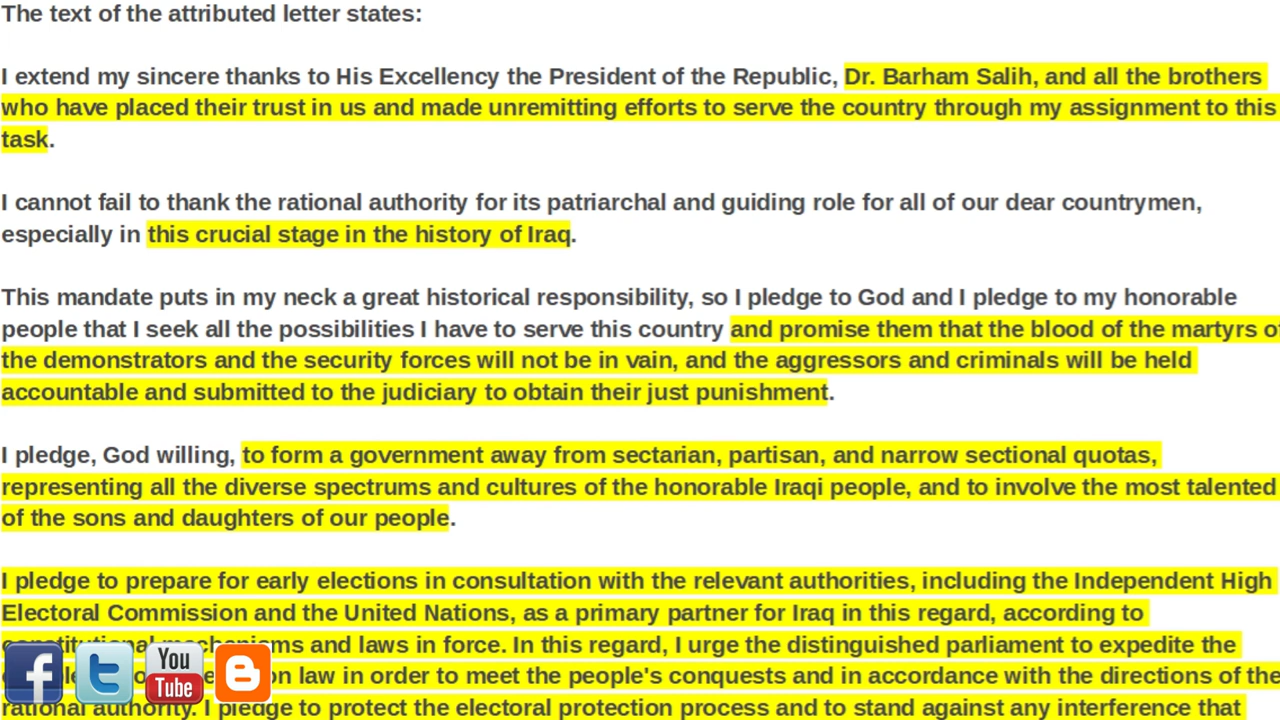 The text of the attributed letter states:
I extend my sincere thanks to His Excellency the President of the Republic, Dr. Barham Salih, and all the brothers
who have placed their trust in us and made unremitting efforts to serve the country through my assignment to this
task.
I cannot fail to thank the rational authority for its patriarchal and guiding role for all of our dear countrymen,
especially in this crucial stage in the history of Iraq.
This mandate puts in my neck a great historical responsibility, so I pledge to God and I pledge to my honorable
people that I seek all the possibilities I have to serve this country and promise them that the blood of the martyrs of
the demonstrators and the security forces will not be in vain, and the aggressors and criminals will be held
accountable and submitted to the judiciary to obtain their just punishment.
I pledge, God willing, to form a government away from sectarian, partisan, and narrow sectional quotas,
representing all the diverse spectrums and cultures of the honorable Iraqi people, and to involve the most talented
of the sons and daughters of our people.
I pledge to prepare for early elections in consultation with the relevant authorities, including the Independent High
Electoral Commission and the United Nations, as a primary partner for Iraq in this regard, according to
constitutional mechanisms and laws in force. In this regard, I urge the distinguished parliament to expedite the
law in order to meet the people's conquests and in accordance with the directions of the
rational authority. I pledge to protect the electoral protection process and to stand against any interference that
You
Tube